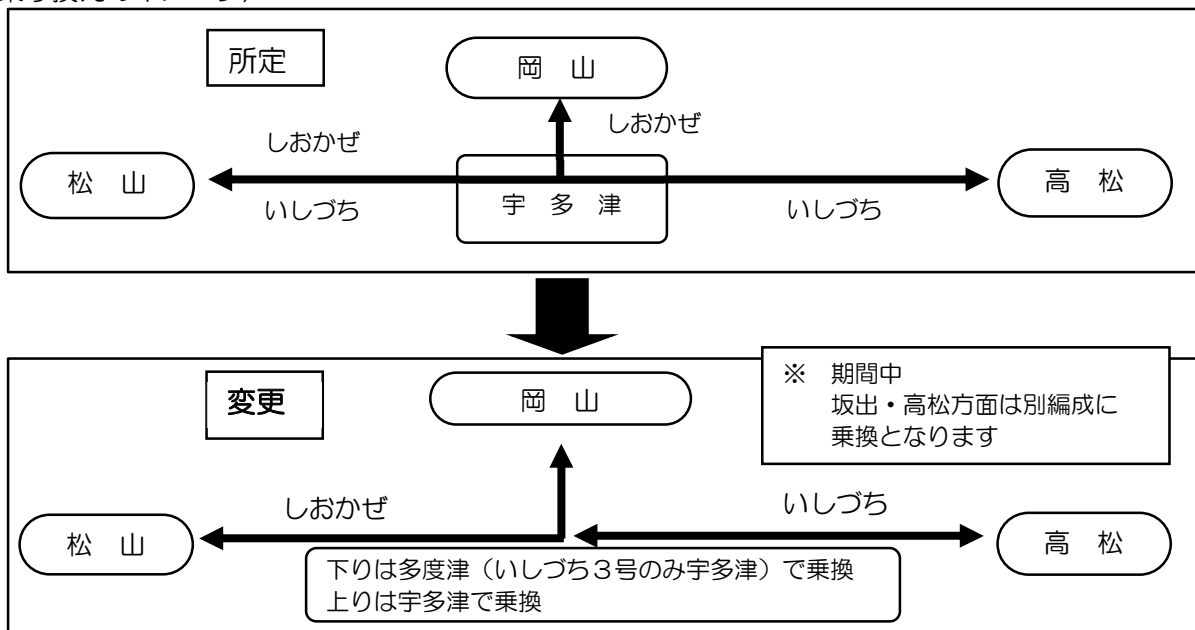 所定
岡 山
しおかぜ
しおかぜ
松 山
高 松
いしづち
宇 多 津
いしづち
変更
岡 山
※ 期間中
坂出・高松方面は別編成に
乗換となります
しおかぜ
いしづち
松 山
高 松
下りは多度津（いしづち３号のみ宇多津）で乗換
上りは宇多津で乗換